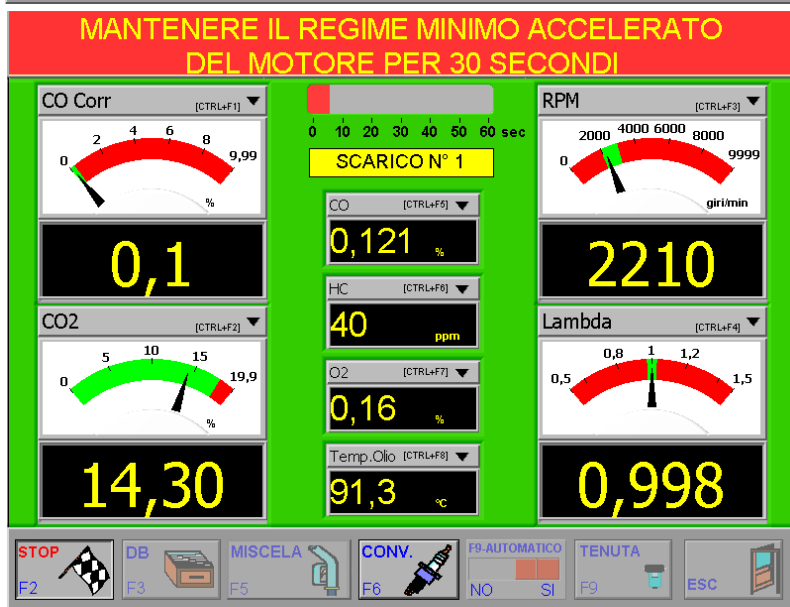 MANTENERE IL REGIME MINIMO ACCELERATO
DEL MOTORE PER 30 SECONDI
CO Corr [CTRL+F1]
0 2 4 6 8 9,99
%
0,1
CO2 [CTRL+F2]
0 5 10 15 19,9
%
14,30
0 10 20 30 40 50 60 sec
SCARICO N° 1
CO [CTRL+F5]
0,121 %
HC [CTRL+F6]
40 ppm
O2 [CTRL+F7]
0,16 %
Temp.Olio [CTRL+F8]
91,3 °C
RPM [CTRL+F3]
0 2000 4000 6000 8000 9999
giri/min
2210
Lambda [CTRL+F4]
0,5 0,8 1 1,2 1,5
0,998
STOP
F2
DB
F3
MISCELA
F5
CONV.
F6
F9-AUTOMATICO
NO SI
TENUTA
F9
ESC